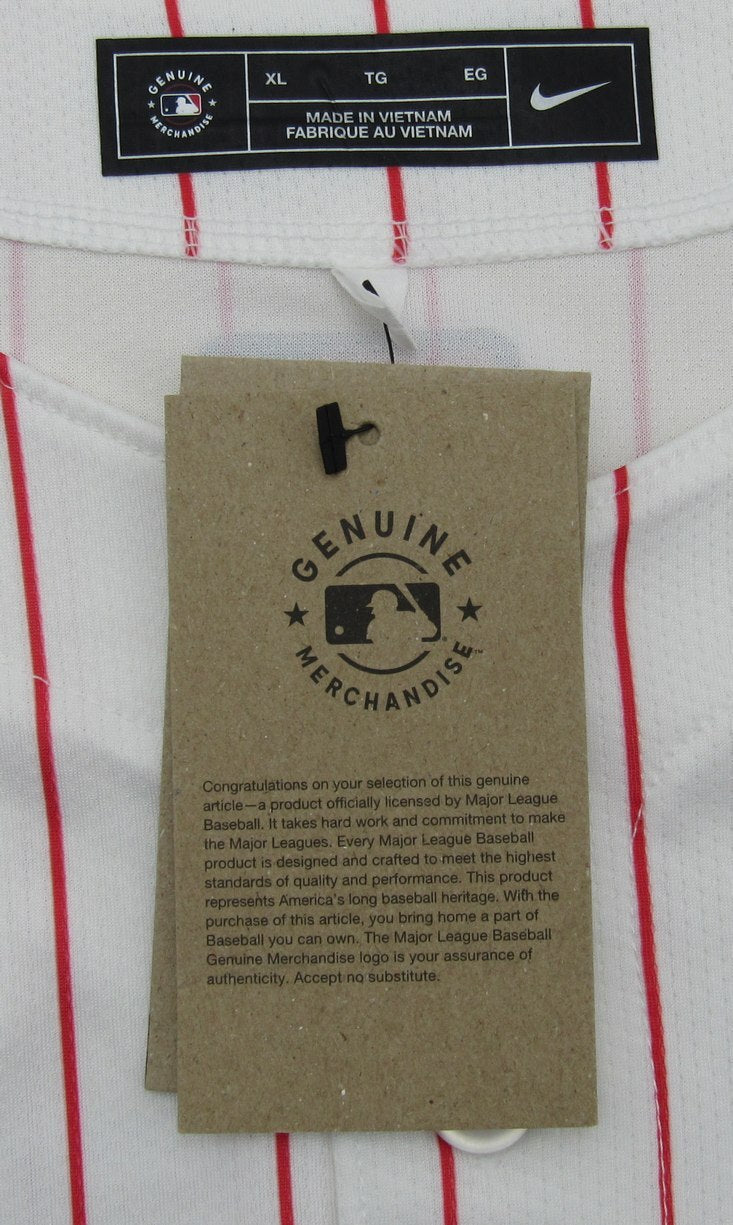 GENUINE
MERCHANDISE
XL TG EG
MADE IN VIETNAM
FABRIQUE AU VIETNAM
GENUINE
MERCHANDISE™
Congratulations on your selection of this genuine
article—a product officially licensed by Major League
Baseball. It takes hard work and commitment to make
the Major Leagues. Every Major League Baseball
product is designed and crafted to meet the highest
standards of quality and performance. This product
represents America's long baseball heritage. With the
purchase of this article, you bring home a part of
Baseball you can own. The Major League Baseball
Genuine Merchandise logo is your assurance of
authenticity. Accept no substitute.